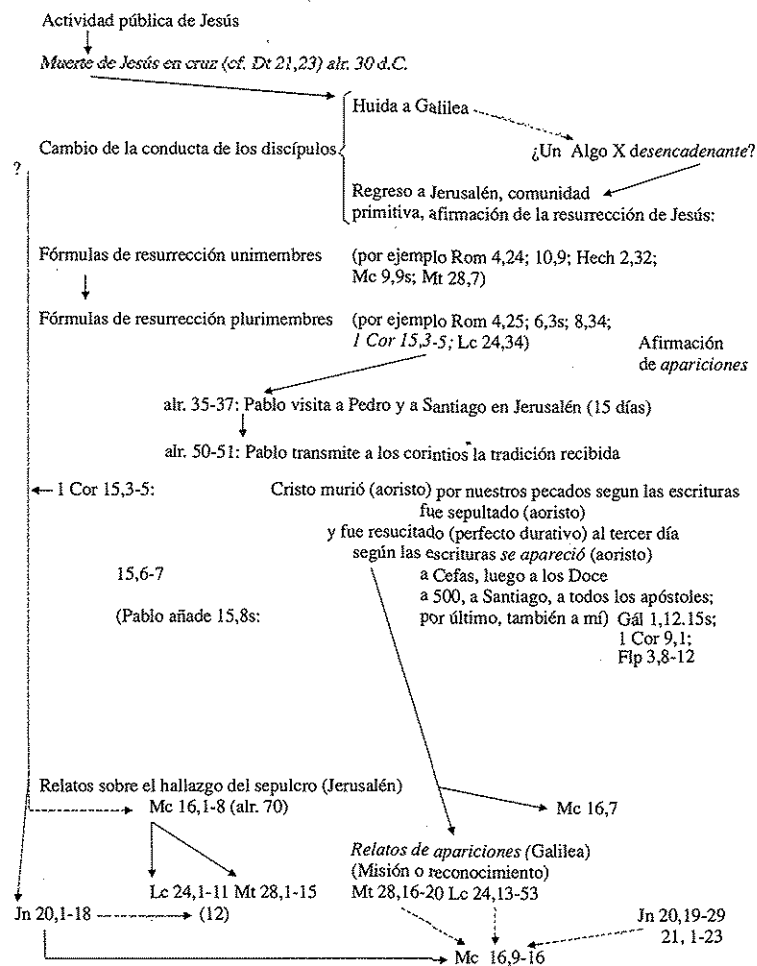 Actividad pública de Jesús
Muerte de Jesús en cruz (cf. Dt 21,23) alr. 30 d.C.
Huida a Galilea
Cambio de la conducta de los discípulos
¿Un Algo X desencadenante?
?
Regreso a Jerusalén, comunidad
primitiva, afirmación de la resurrección de Jesús:
Fórmulas de resurrección unimembres (por ejemplo Rom 4,24; 10,9; Hech 2,32;
Mc 9,9s; Mt 28,7)
Fórmulas de resurrección plurimembres (por ejemplo Rom 4,25; 6,3s; 8,34;
1 Cor 15,3-5; Lc 24,34) Afirmación
de apariciones
alr. 35-37: Pablo visita a Pedro y a Santiago en Jerusalén (15 días)
alr. 50-51: Pablo transmite a los corintios la tradición recibida
1 Cor 15,3-5: Cristo murió (aoristo) por nuestros pecados segun las escrituras
fue sepultado (aoristo)
y fue resucitado (perfecto durativo) al tercer día
según las escrituras se apareció (aoristo)
15,6-7 a Cefas, luego a los Doce
a 500, a Santiago, a todos los apóstoles;
(Pablo añade 15,8s: por último, también a mí) Gál 1,12.15s;
1 Cor 9,1;
Flp 3,8-12
Relatos sobre el hallazgo del sepulcro (Jerusalén)
Mc 16,1-8 (alr. 70) Mc 16,7
Relatos de apariciones (Galilea)
(Misión o reconocimiento)
Lc 24,1-11 Mt 28,1-15 Mt 28,16-20 Lc 24,13-53
Jn 20,1-18 (12) Jn 20,19-29
21, 1-23
Mc 16,9-16